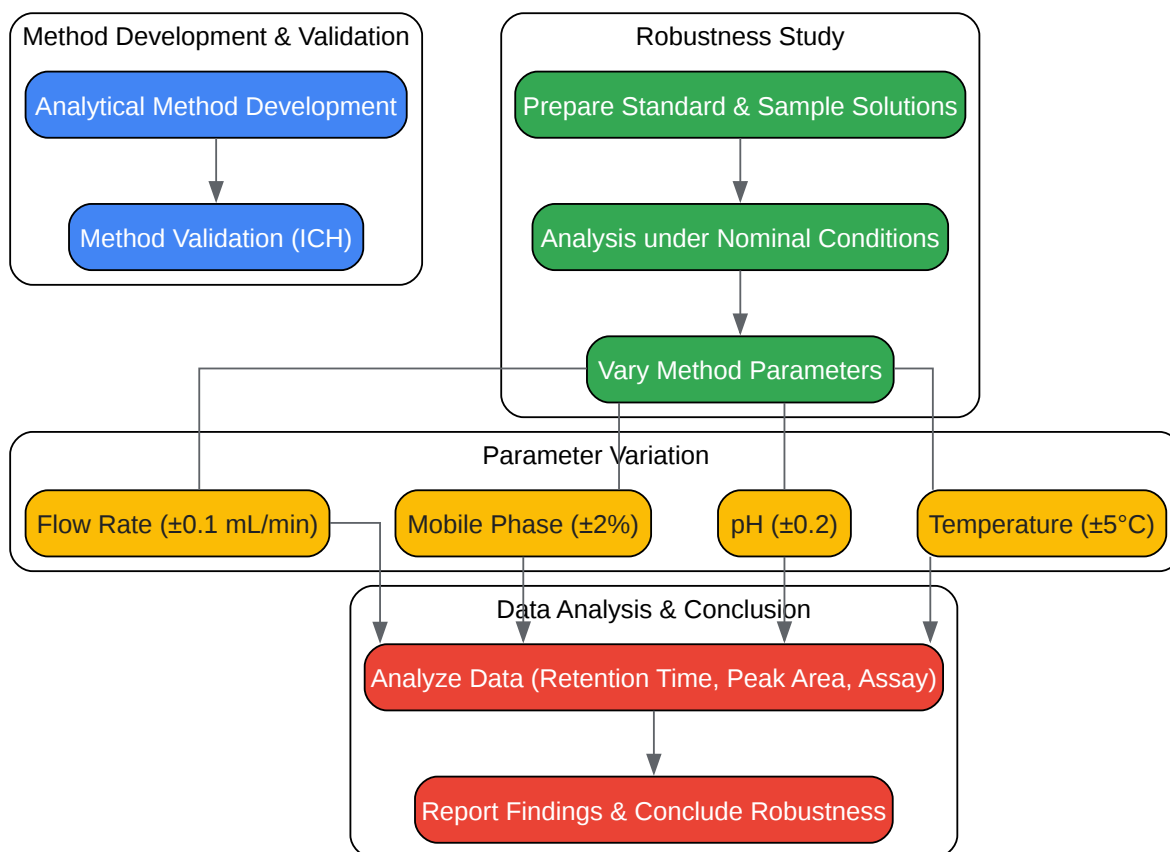 Method Development & Validation
Analytical Method Development
Method Validation (ICH)
Robustness Study
Prepare Standard & Sample Solutions
Analysis under Nominal Conditions
Vary Method Parameters
Parameter Variation
Flow Rate (±0.1 mL/min)
Mobile Phase (±2%)
pH (±0.2)
Temperature (±5°C)
Data Analysis & Conclusion
Analyze Data (Retention Time, Peak Area, Assay)
Report Findings & Conclude Robustness